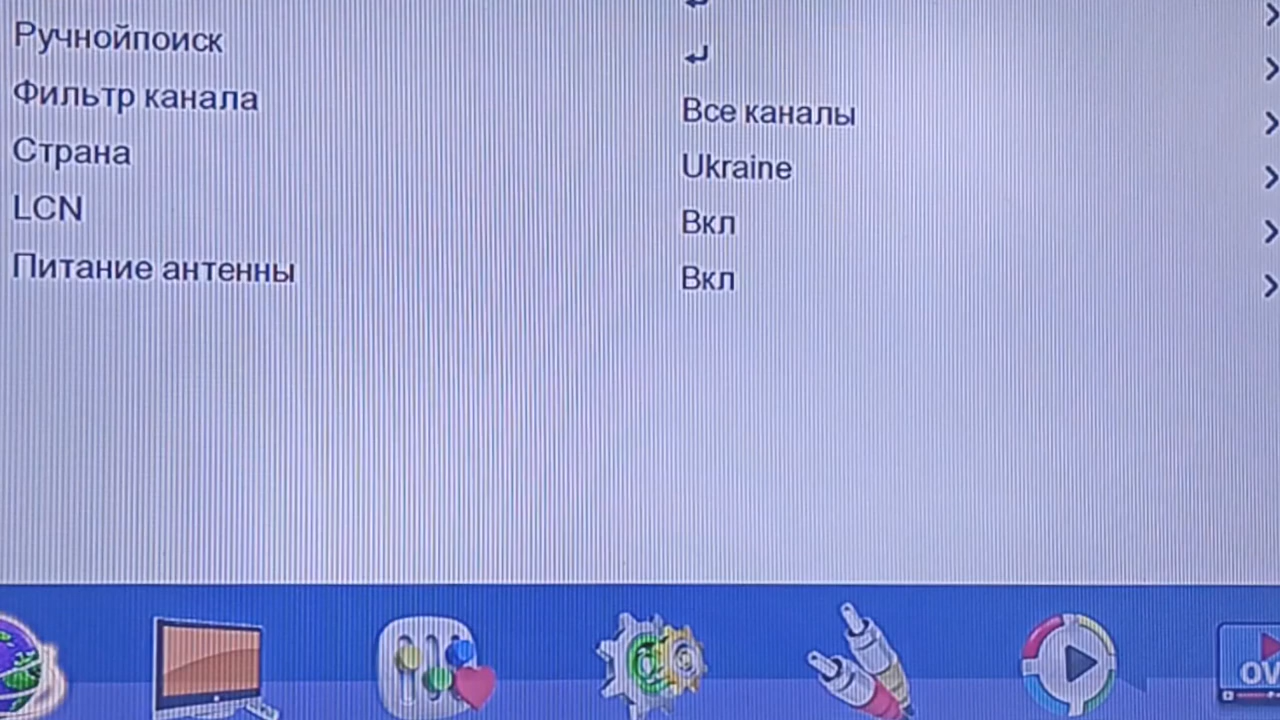 Ручнойпоиск
Фильтр канала Все каналы
Страна Ukraine
LCN Вкл
Питание антенны Вкл